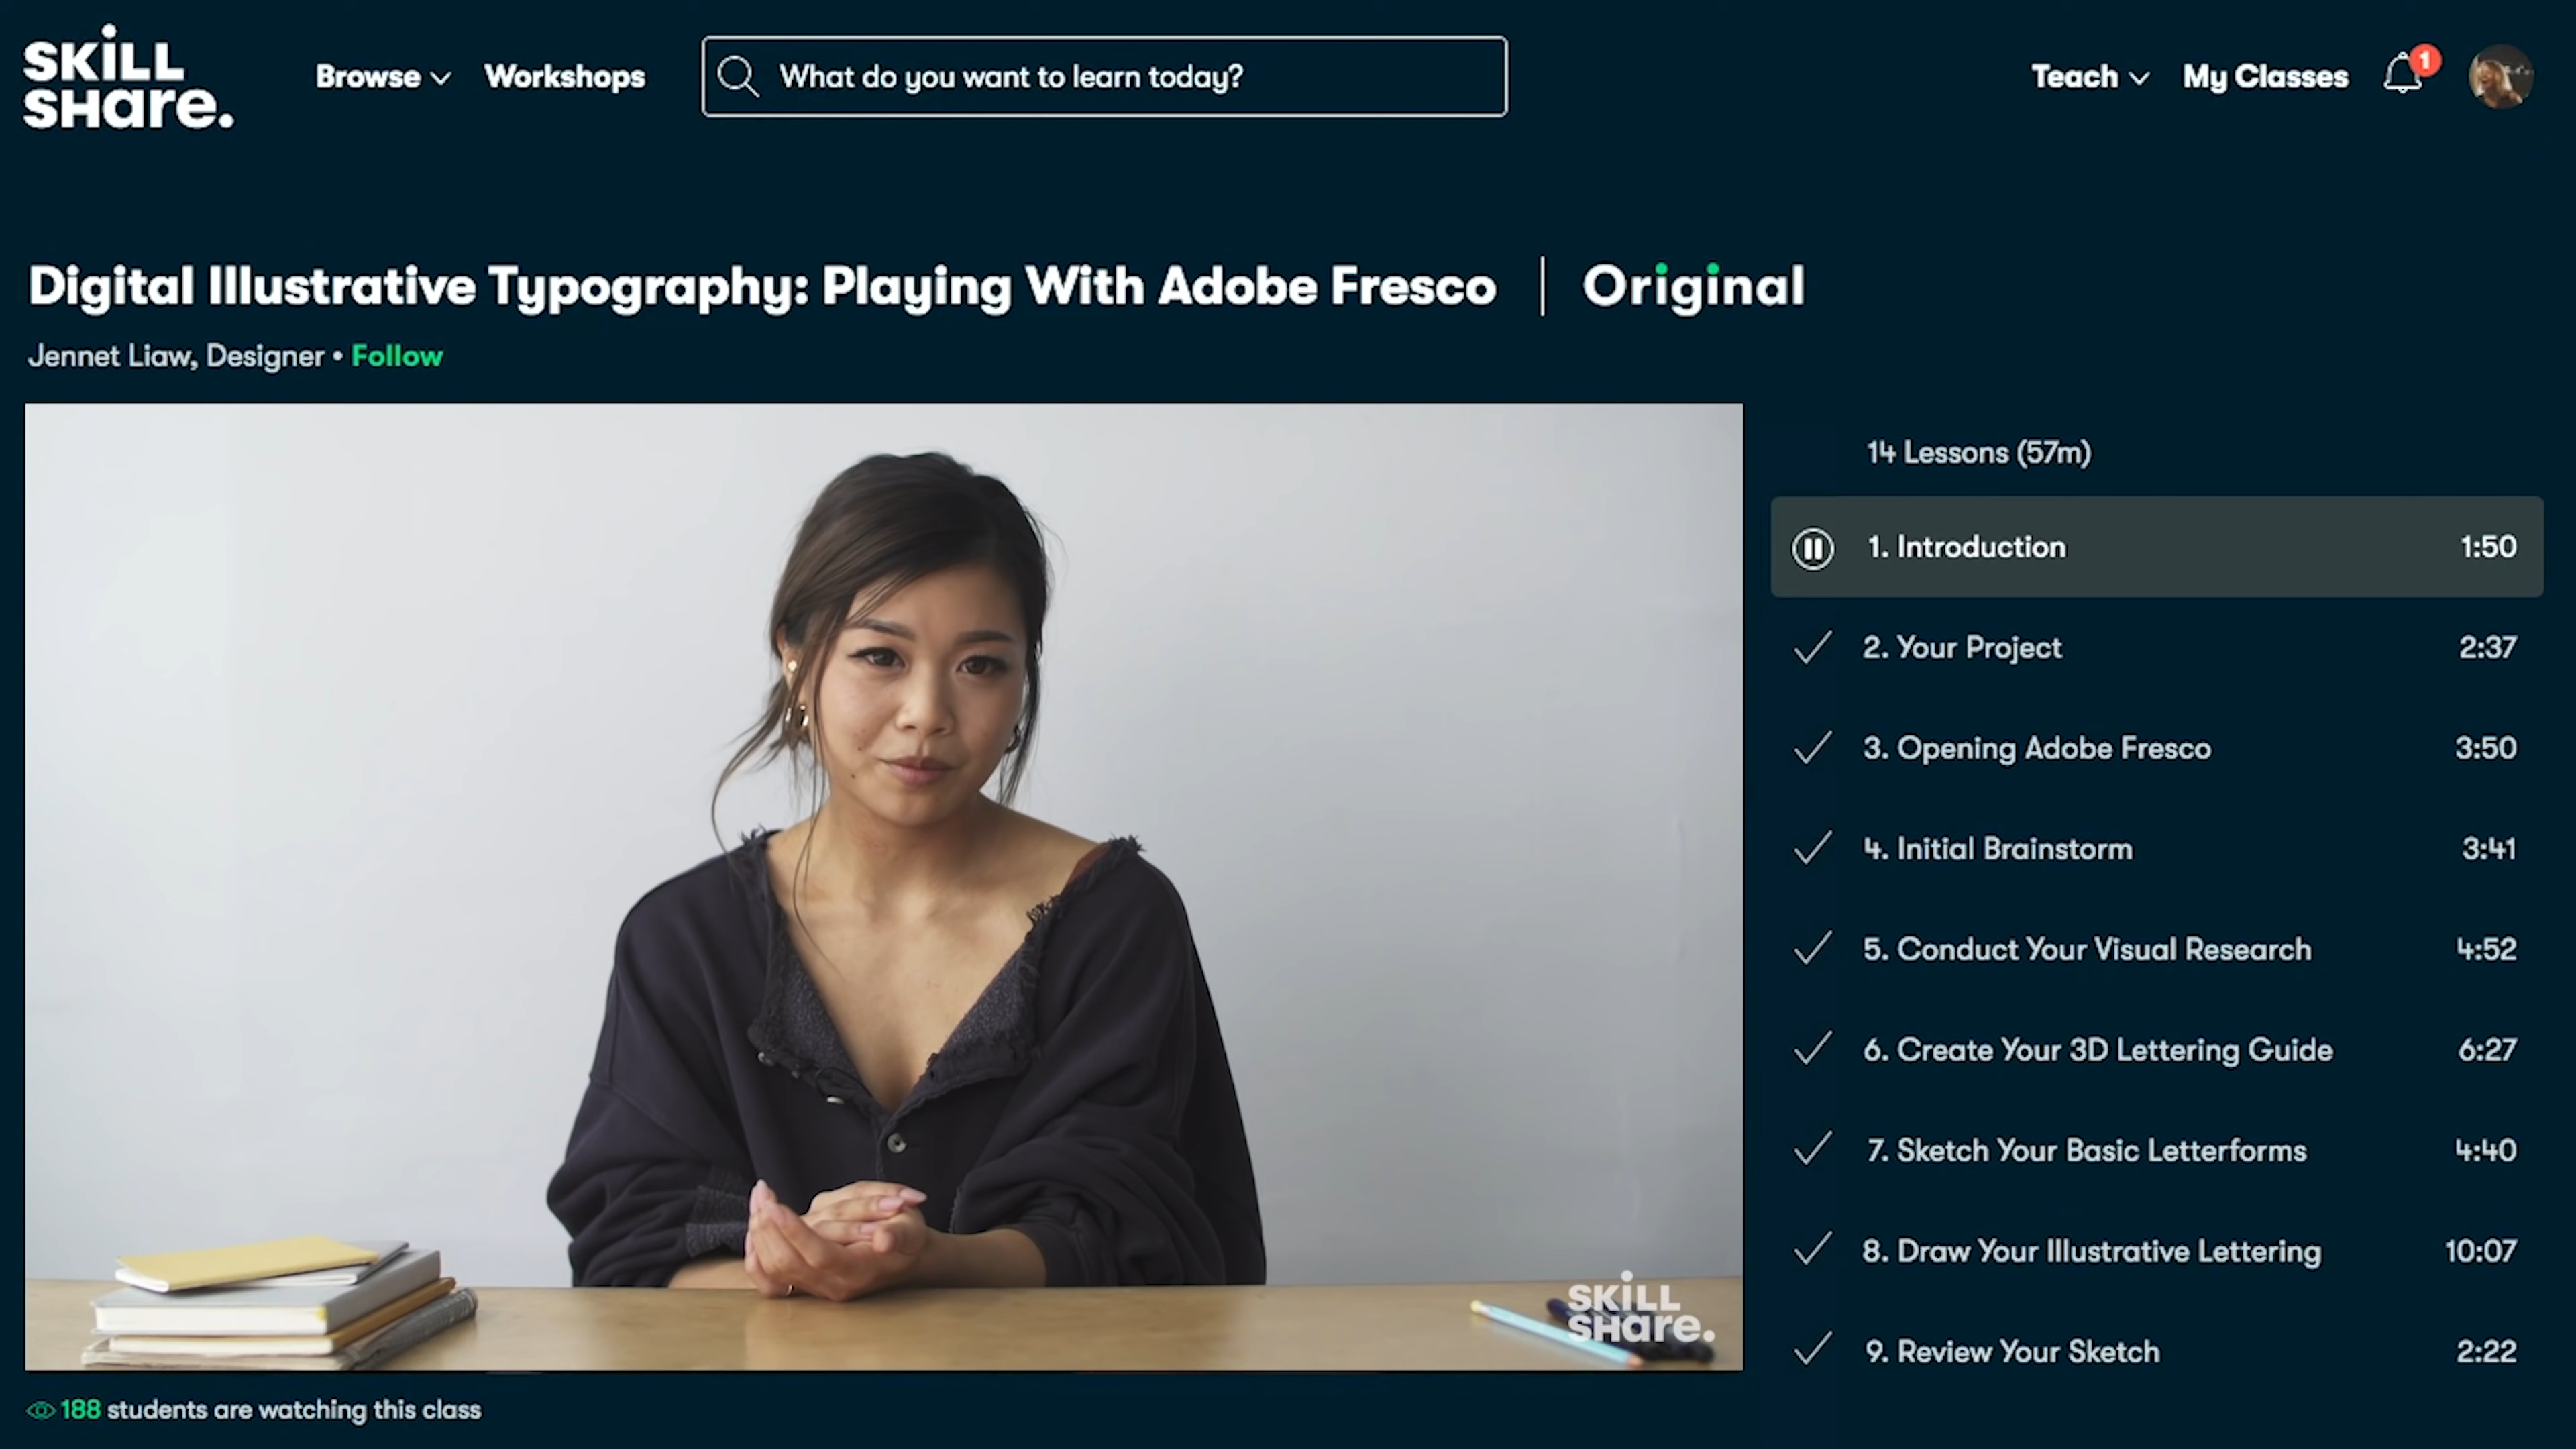 SKiLL
SHare.
Browse
Workshops
What do you want to learn today?
Teach
My Classes
1
Digital Illustrative Typography: Playing With Adobe Fresco | Original
Jennet Liaw, Designer • Follow
14 Lessons (57m)
1. Introduction 1:50
2. Your Project 2:37
3. Opening Adobe Fresco 3:50
4. Initial Brainstorm 3:41
5. Conduct Your Visual Research 4:52
6. Create Your 3D Lettering Guide 6:27
7. Sketch Your Basic Letterforms 4:40
8. Draw Your Illustrative Lettering 10:07
9. Review Your Sketch 2:22
SKiLL
SHare.
188 students are watching this class